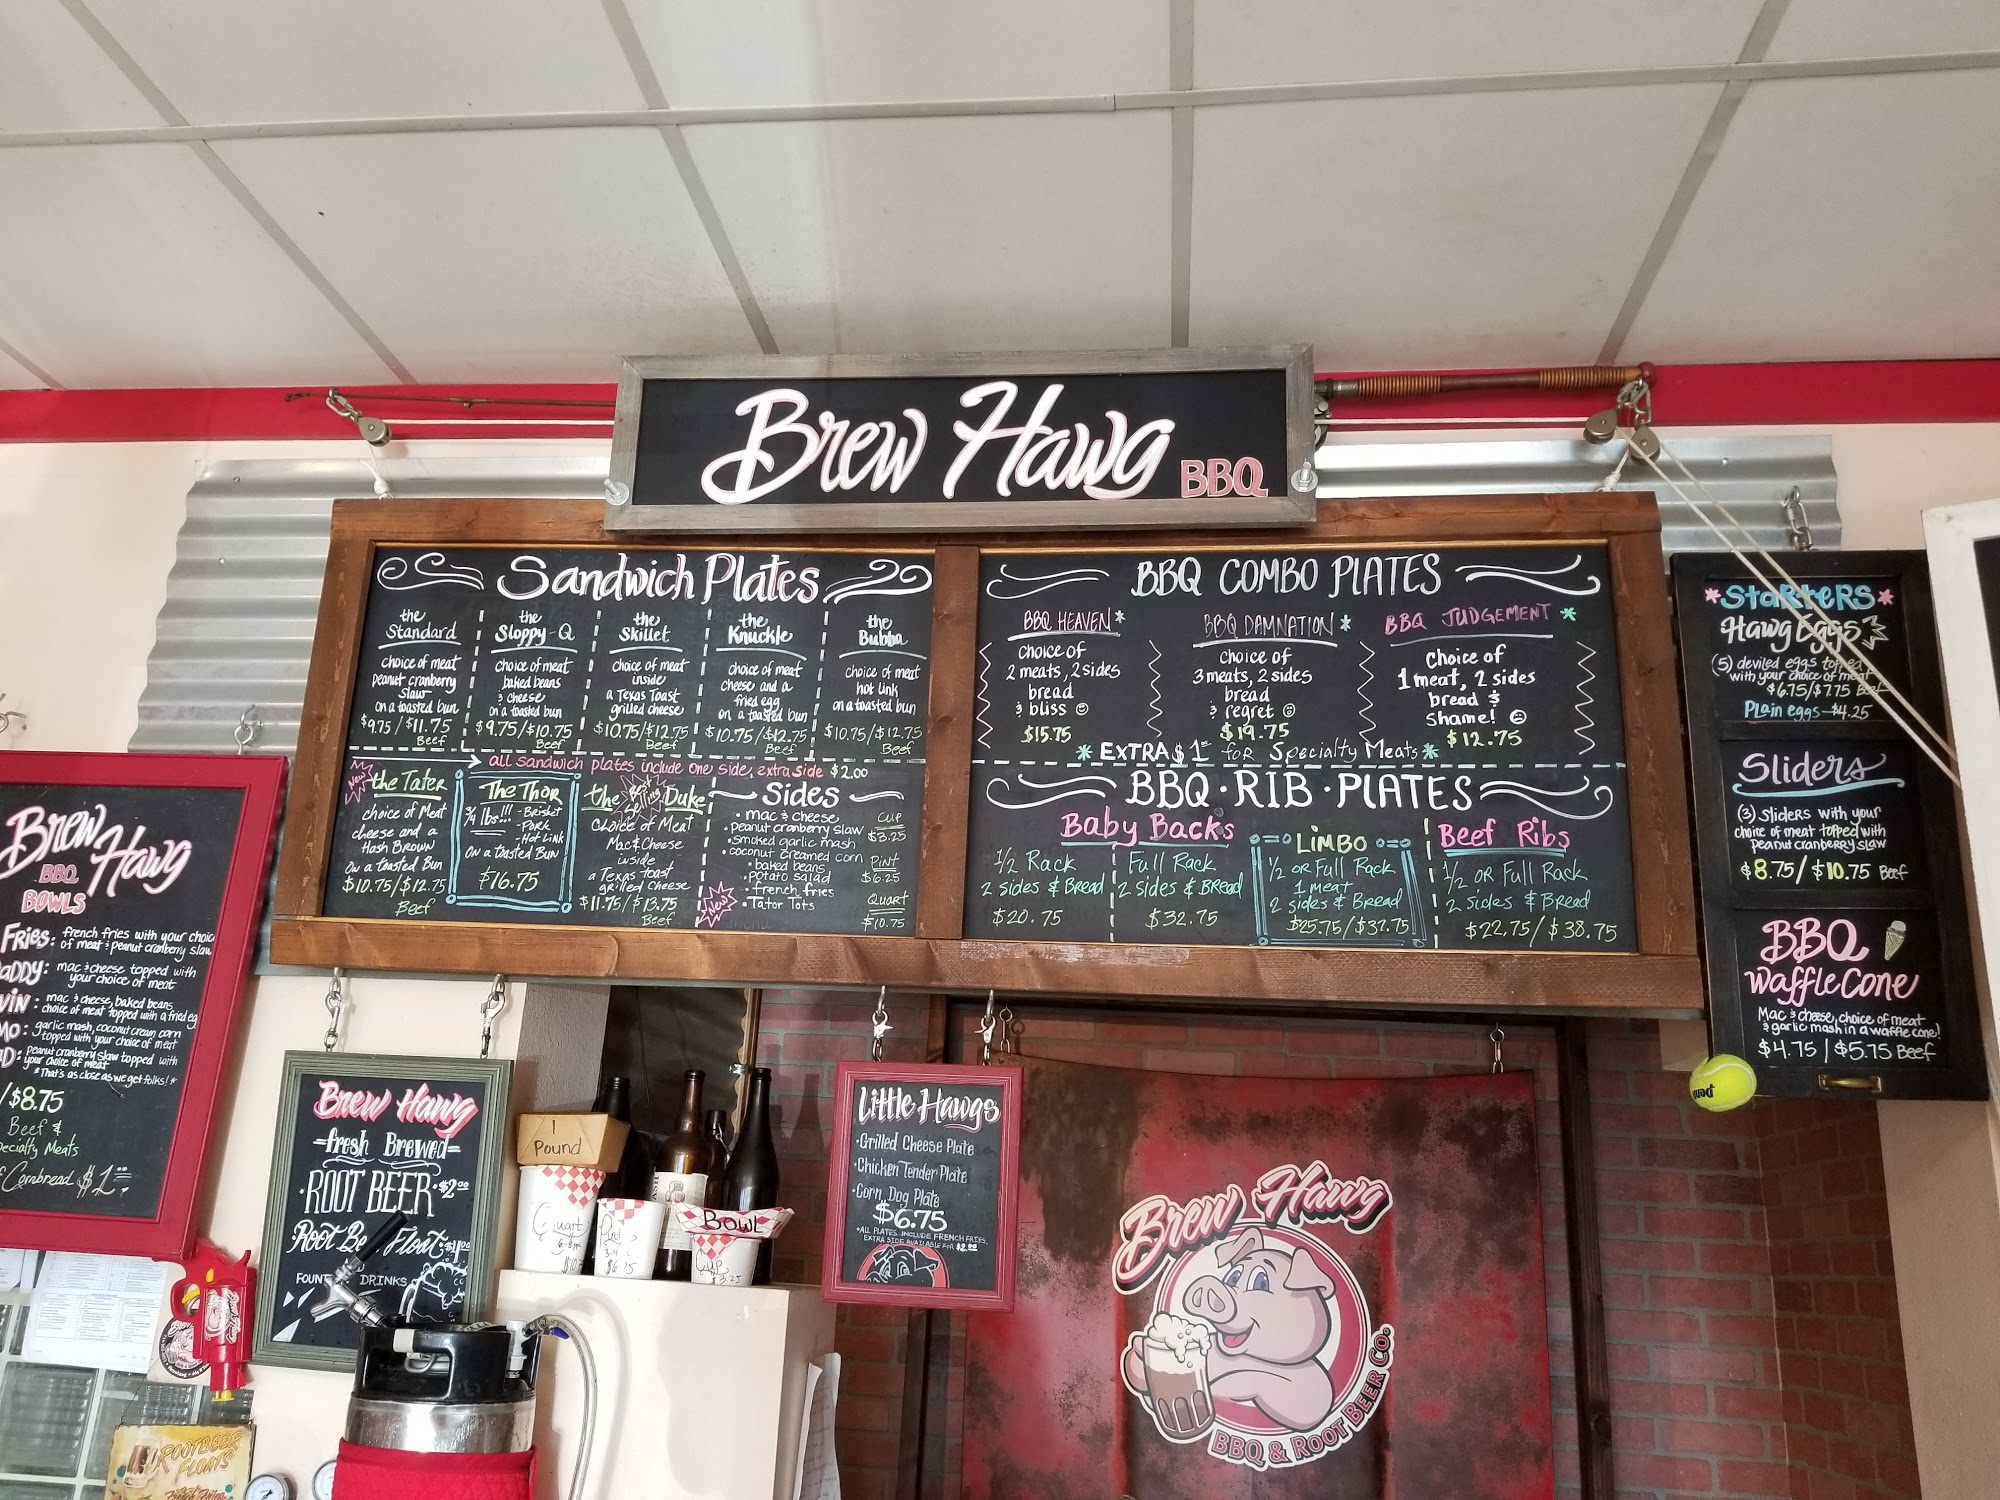 Brew Hawg BBQ
Sandwich Plates
the Standard
choice of meat
peanut cranberry
slaw
on a toasted bun
$9.75/$11.75
Beef
the Sloppy-Q
choice of meat
baked beans
& cheese
on a toasted bun
$9.75/$10.75
Beef
the Skillet
choice of meat
inside
a Texas Toast
grilled cheese
$10.75/$12.75
Beef
the Knuckle
choice of meat
cheese and a
fried egg
on a toasted bun
$10.75/$12.75
Beef
the Bubba
choice of meat
hot link
on a toasted bun
$10.75/$12.75
Beef
all sandwich plates include one side, extra side $2.00
New
the Tater
choice of Meat
cheese and a
Hash Brown
On a toasted Bun
$10.75/$12.75
Beef
The Thor
3/4 lbs!!! -Brisket
-Pork
-Hot Link
On a Toasted Bun
$16.75
the Duke
Best Selling
Choice of Meat
Mac&Cheese
inside
a Texas toast
grilled Cheese
$11.75/$13.75
Beef
Sides
• mac & cheese
• peanut cranberry slaw
• smoked garlic mash
• coconut creamed corn
• baked beans
• potato salad
• french fries
• Tator Tots
New
Cup
$3.25
Pint
$6.25
Quart
$10.75
BBQ COMBO PLATES
BBQ HEAVEN*
choice of
2 meats, 2 sides
bread
& bliss ☺
$15.75
BBQ DAMNATION*
choice of
3 meats, 2 sides
bread
& regret ☹
$19.75
BBQ JUDGEMENT*
Choice of
1 meat, 2 sides
bread &
Shame! ☹
$12.75
*EXTRA $1 for Specialty Meats*
BBQ·RIB·PLATES
Baby Backs
1/2 Rack
2 sides & Bread
$20.75
Full Rack
2 Sides & Bread
$32.75
LIMBO
1/2 or Full Rack
1 meat
2 sides & Bread
$25.75/$37.75
Beef Ribs
1/2 or Full Rack
2 sides & Bread
$22.75/$38.75
*Starters*
Hawg Eggs
(5) deviled eggs topped
with your choice of meat
$6.75/$7.75 Beef
Plain eggs-$4.25
Sliders
(3) sliders with your
choice of meat topped with
peanut cranberry slaw
$8.75/$10.75 Beef
BBQ
Waffle Cone
Mac & cheese, choice of meat
& garlic mash in a waffle cone!
$4.75/$5.75 Beef
Brew Hawg
BBQ
BOWLS
Fries: french fries with your choice
of meat & peanut cranberry slaw
mac & cheese topped with
your choice of meat
mac & cheese, baked beans
choice of meat topped with a fried egg
garlic mash, coconut cream corn
topped with your choice of meat
peanut cranberry slaw topped with
your choice of meat
*That's as close as we get folks!*
/$8.75
Beef &
Specialty Meats
Cornbread $1
Brew Hawg
=fresh Brewed=
·ROOT BEER·$2.00
Root Beer Float
DRINKS
1
Pound
Quart
Pint
BOWL
Cup
Little Hawgs
•Grilled Cheese Plate
•Chicken Tender Plate
•Corn Dog Plate
$6.75
•ALL PLATES INCLUDE FRENCH FRIES.
EXTRA SIDE AVAILABLE FOR $2.00
Brew Hawg
BBQ & ROOT BEER Co.
ROOTBEER
FLOATS